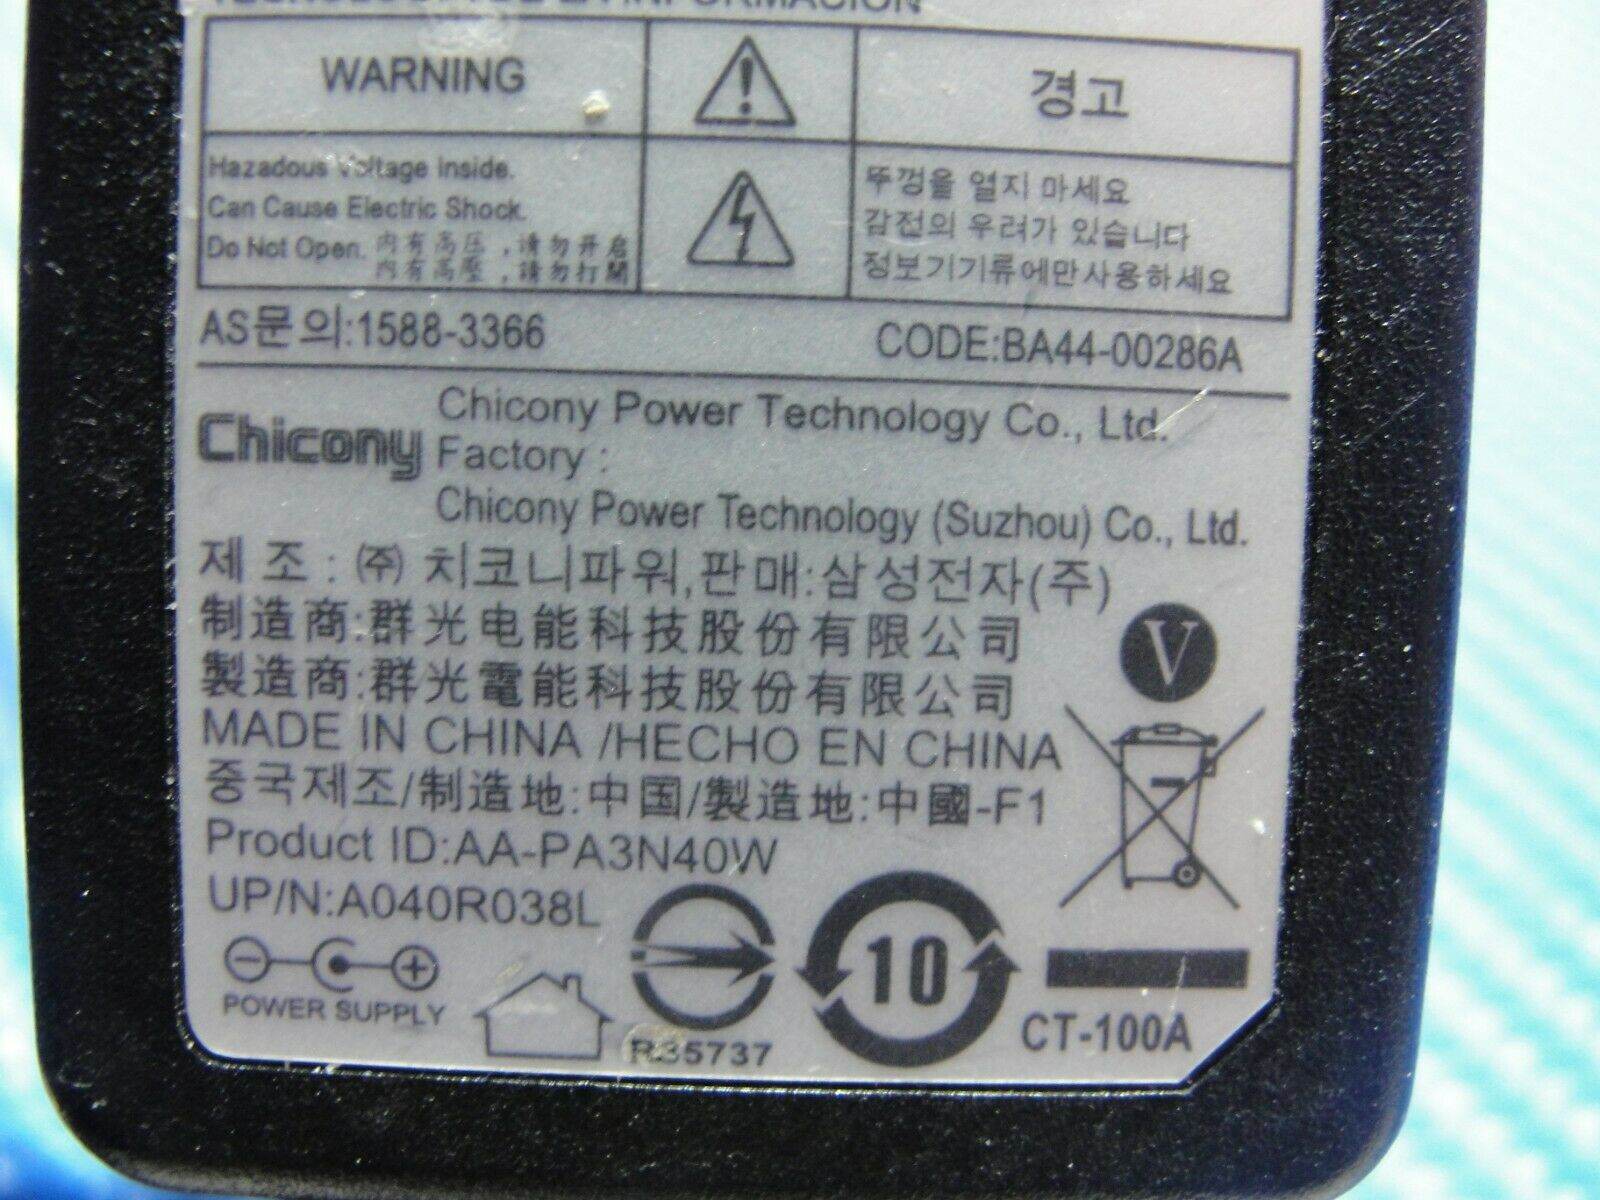 TECNOLOGIA DE LA INFORMACION
WARNING
경고
Hazadous Voltage Inside.
Can Cause Electric Shock.
Do Not Open. 内有高压，请勿开启
内有高壓，請勿打開
뚜껑을 열지 마세요
감전의 우려가 있습니다
정보기기류에만사용하세요
AS문의:1588-3366
CODE:BA44-00286A
Chicony
Chicony Power Technology Co., Ltd.
Factory :
Chicony Power Technology (Suzhou) Co., Ltd.
제 조 : ㈜ 치코니파워,판매:삼성전자(주)
制造商:群光电能科技股份有限公司
製造商:群光電能科技股份有限公司
V
MADE IN CHINA /HECHO EN CHINA
중국제조/制造地:中国/製造地:中國-F1
Product ID:AA-PA3N40W
UP/N:A040R038L
POWER SUPPLY
R35737
10
CT-100A